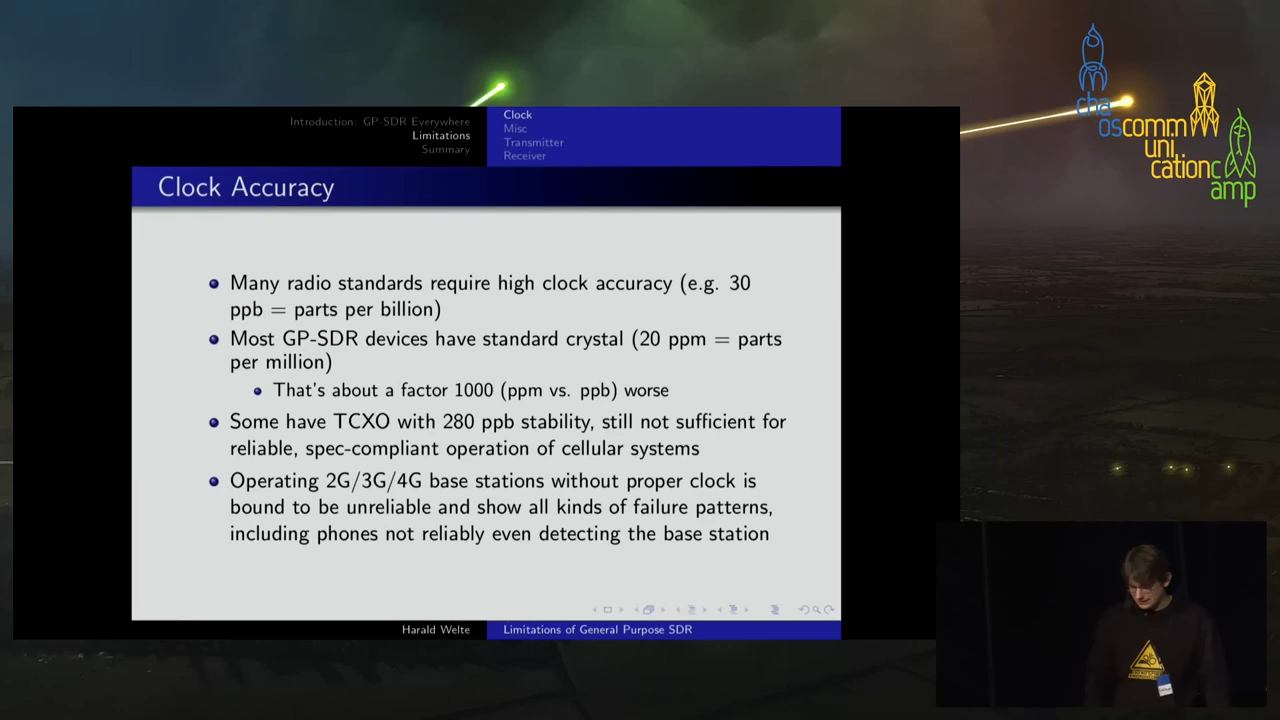 Introduction: GP-SDR Everywhere
Limitations
Summary
Clock
Misc
Transmitter
Receiver
chaos communication camp
Clock Accuracy
Many radio standards require high clock accuracy (e.g. 30
ppb = parts per billion)
Most GP-SDR devices have standard crystal (20 ppm = parts
per million)
That's about a factor 1000 (ppm vs. ppb) worse
Some have TCXO with 280 ppb stability, still not sufficient for
reliable, spec-compliant operation of cellular systems
Operating 2G/3G/4G base stations without proper clock is
bound to be unreliable and show all kinds of failure patterns,
including phones not reliably even detecting the base station
Harald Welte
Limitations of General Purpose SDR